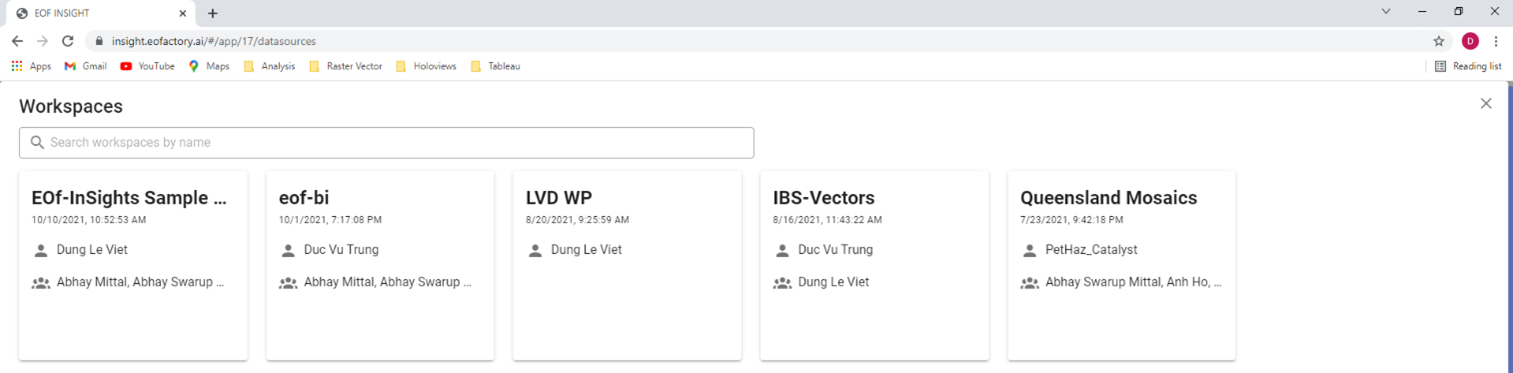 EOF INSIGHT
insight.eofactory.ai/#/app/17/datasources
D
Apps Gmail YouTube Maps Analysis Raster Vector Holoviews Tableau Reading list
Workspaces
Search workspaces by name
EOf-InSights Sample ...
10/10/2021, 10:52:53 AM
Dung Le Viet
Abhay Mittal, Abhay Swarup ...
eof-bi
10/1/2021, 7:17:08 PM
Duc Vu Trung
Abhay Mittal, Abhay Swarup ...
LVD WP
8/20/2021, 9:25:59 AM
Dung Le Viet
IBS-Vectors
8/16/2021, 11:43:22 AM
Duc Vu Trung
Dung Le Viet
Queensland Mosaics
7/23/2021, 9:42:18 PM
PetHaz_Catalyst
Abhay Swarup Mittal, Anh Ho, ...